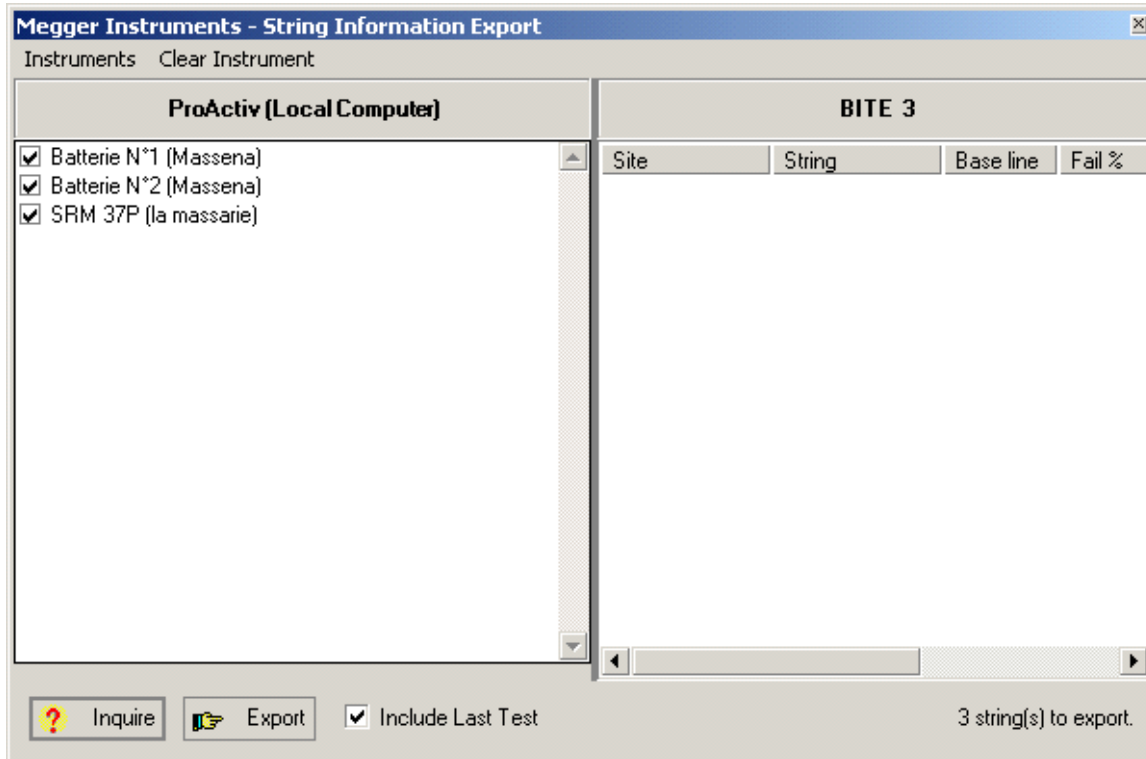 Megger Instruments - String Information Export
Instruments Clear Instrument
ProActiv (Local Computer)
BITE 3
Batterie N°1 (Massena)
Batterie N°2 (Massena)
SRM 37P (la massarie)
Site String Base line Fail %
? Inquire
Export
Include Last Test
3 string(s) to export.